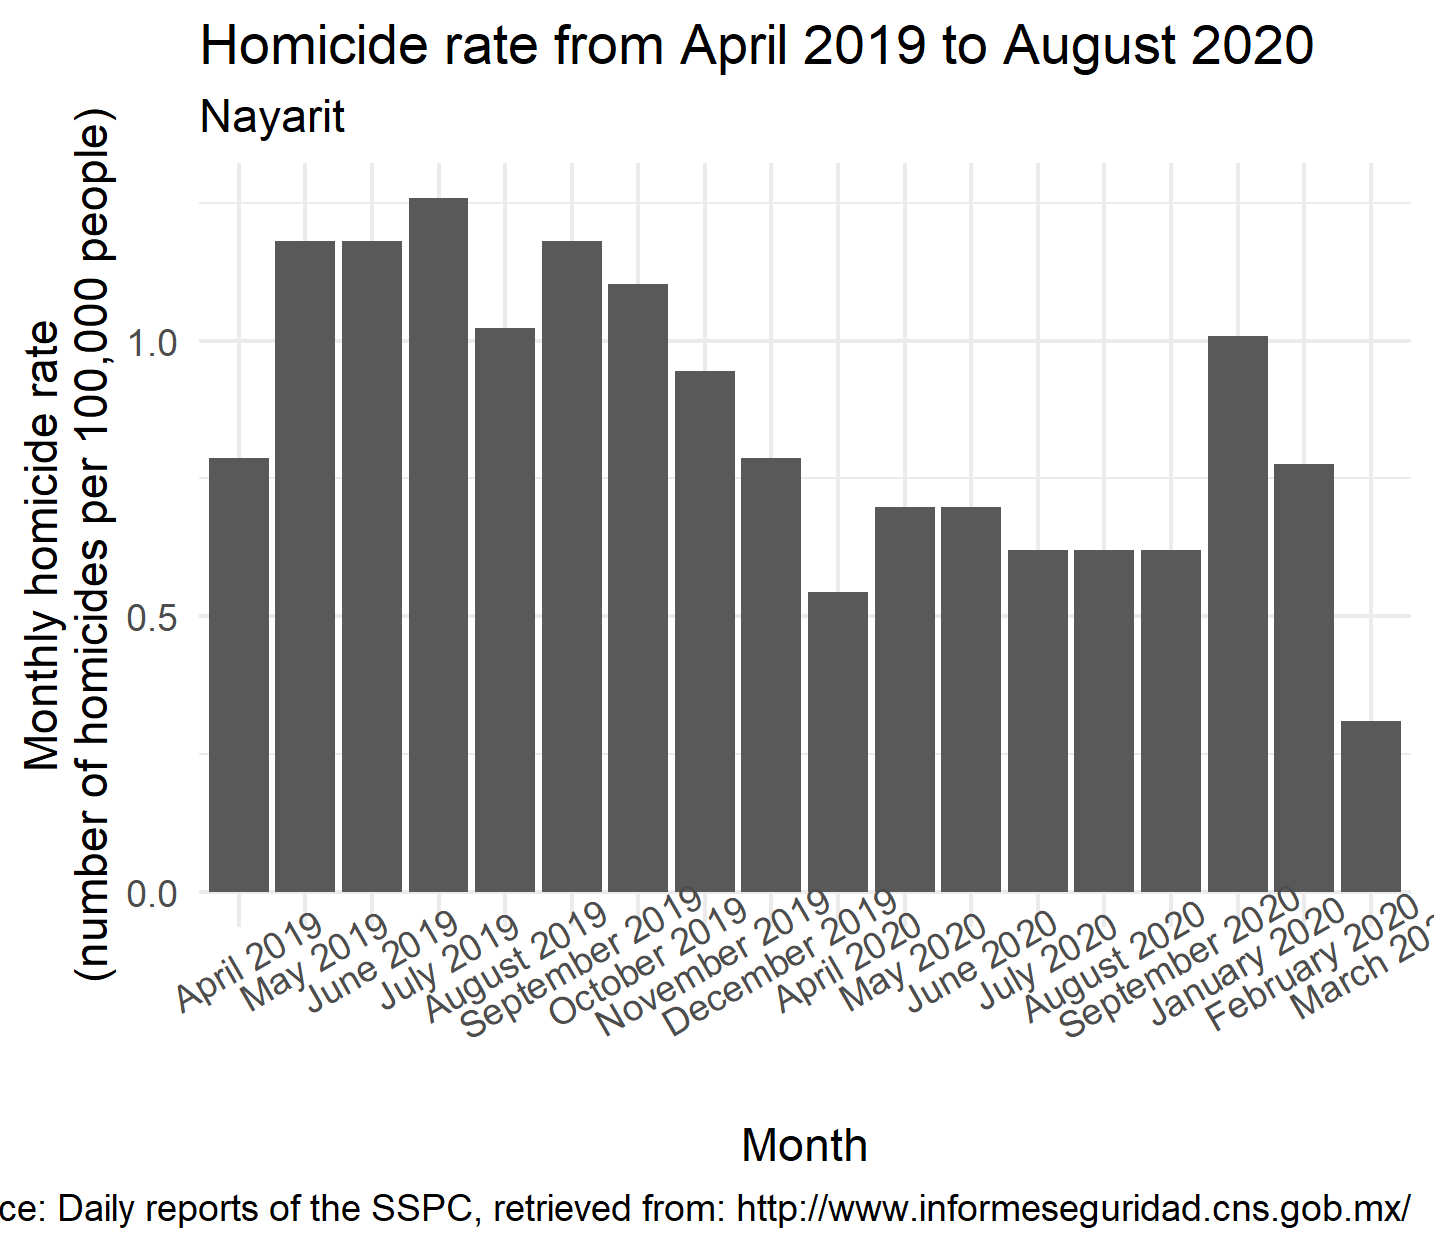 Homicide rate from April 2019 to August 2020
Nayarit
Monthly homicide rate
(number of homicides per 100,000 people)
1.0
0.5
0.0
April 2019
May 2019
June 2019
July 2019
August 2019
September 2019
October 2019
November 2019
December 2019
April 2020
May 2020
June 2020
July 2020
August 2020
September 2020
January 2020
February 2020
March 202
Month
ce: Daily reports of the SSPC, retrieved from: http://www.informeseguridad.cns.gob.mx/